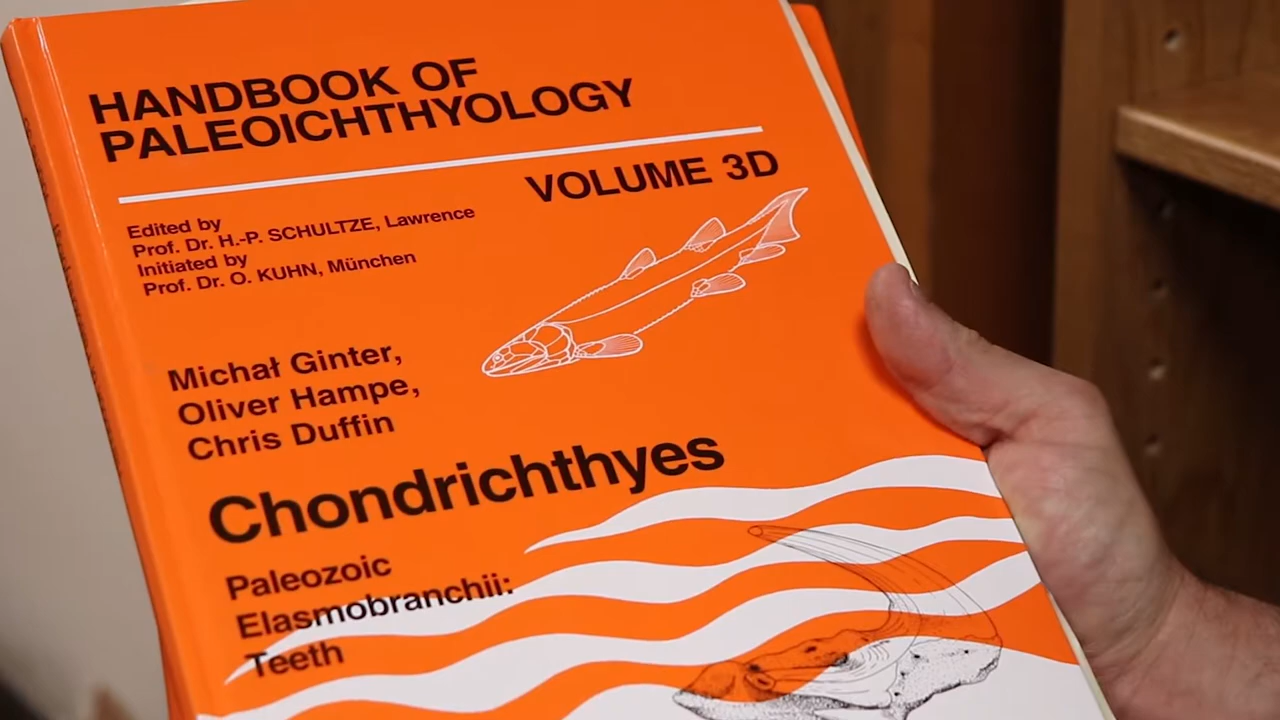 HANDBOOK OF
PALEOICHTHYOLOGY
VOLUME 3D
Edited by
Prof. Dr. H.-P. SCHULTZE, Lawrence
Initiated by
Prof. Dr. O. KUHN, München
Michał Ginter,
Oliver Hampe,
Chris Duffin
Chondrichthyes
Paleozoic
Elasmobranchii:
Teeth